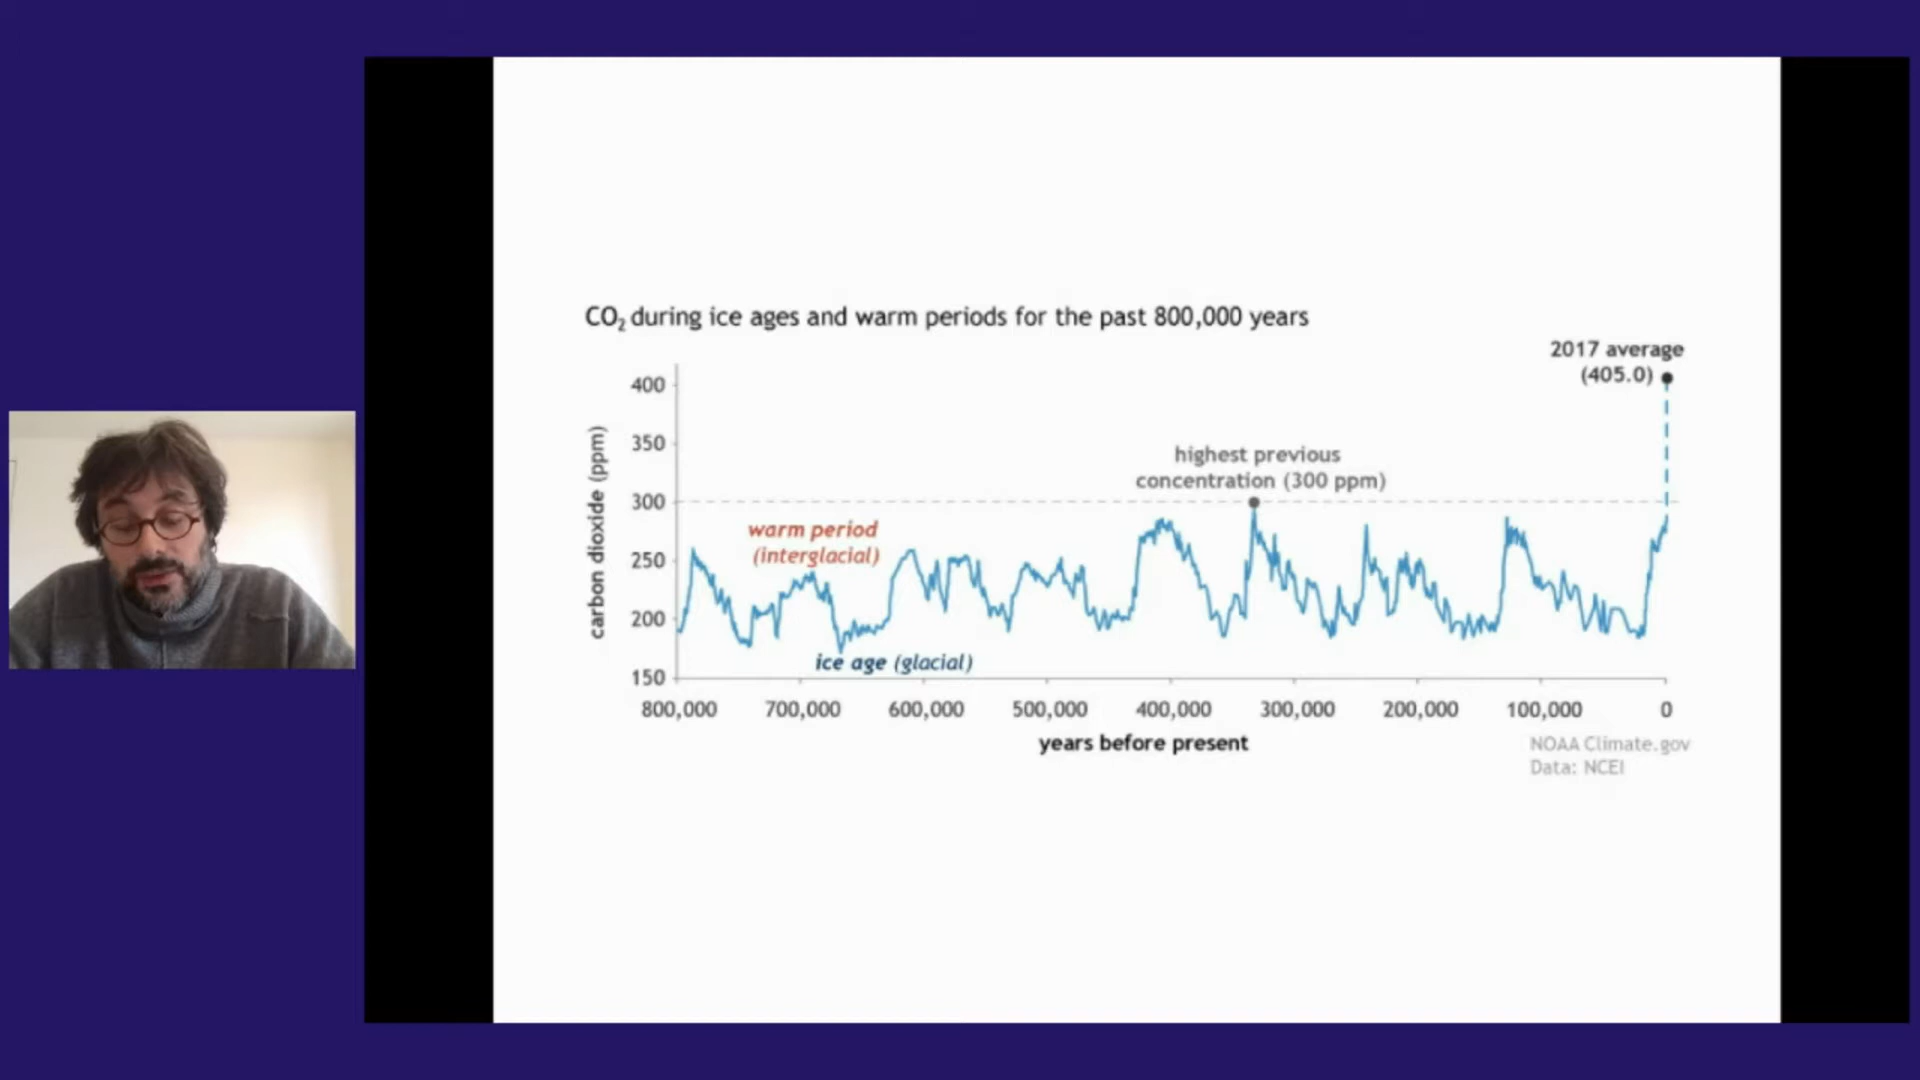 CO₂ during ice ages and warm periods for the past 800,000 years
2017 average
(405.0)
400
350
300
250
200
150
carbon dioxide (ppm)
highest previous
concentration (300 ppm)
warm period
(interglacial)
ice age (glacial)
800,000 700,000 600,000 500,000 400,000 300,000 200,000 100,000 0
years before present
NOAA Climate.gov
Data: NCEI